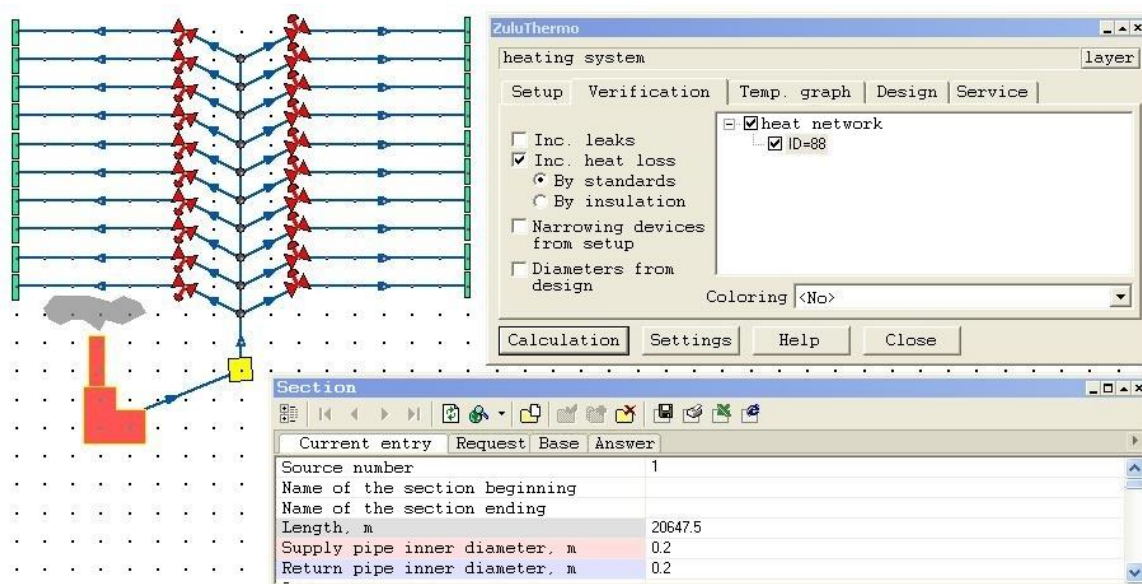 ZuluThermo
heating system layer
Setup Verification Temp. graph Design Service
heat network
ID=88
Inc. leaks
Inc. heat loss
By standards
By insulation
Narrowing devices
from setup
Diameters from
design
Coloring <No>
Calculation Settings Help Close
Section
Current entry Request Base Answer
Source number 1
Name of the section beginning
Name of the section ending
Length, m 20647.5
Supply pipe inner diameter, m 0.2
Return pipe inner diameter, m 0.2